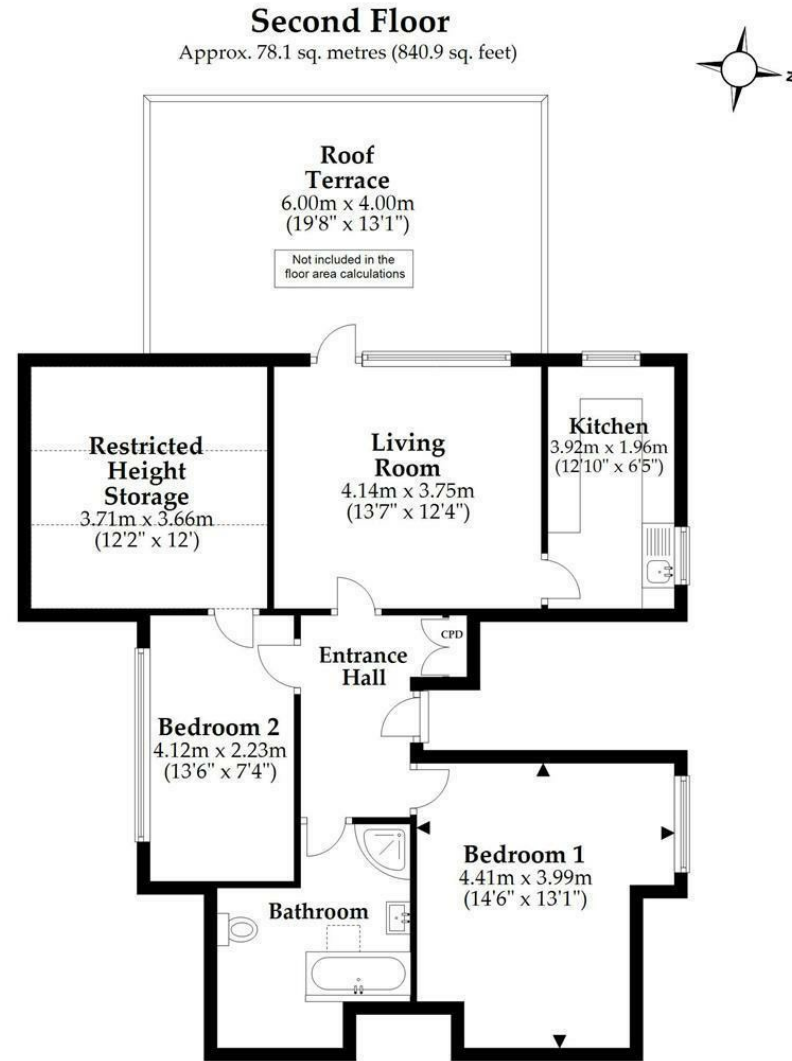 Second Floor
Approx. 78.1 sq. metres (840.9 sq. feet)
N
Roof
Terrace
6.00m x 4.00m
(19'8" x 13'1")
Not included in the
floor area calculations
Restricted
Height
Storage
3.71m x 3.66m
(12'2" x 12')
Living
Room
4.14m x 3.75m
(13'7" x 12'4")
Kitchen
3.92m x 1.96m
(12'10" x 6'5")
CPD
Entrance
Hall
Bedroom 2
4.12m x 2.23m
(13'6" x 7'4")
Bedroom 1
4.41m x 3.99m
(14'6" x 13'1")
Bathroom